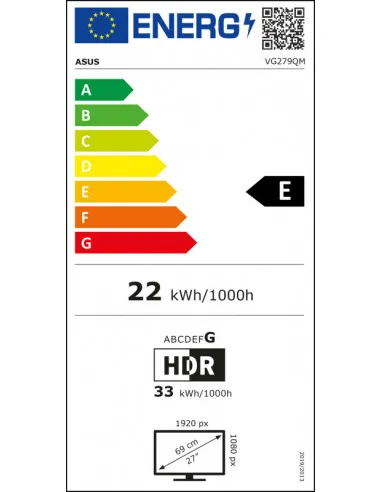 ENERG
ASUS VG279QM
A
B
C
D
E
F
G
E
22 kWh/1000h
ABCDEFG
HDR
33 kWh/1000h
1920 px
69 cm
27"
1080 px
2019/2013